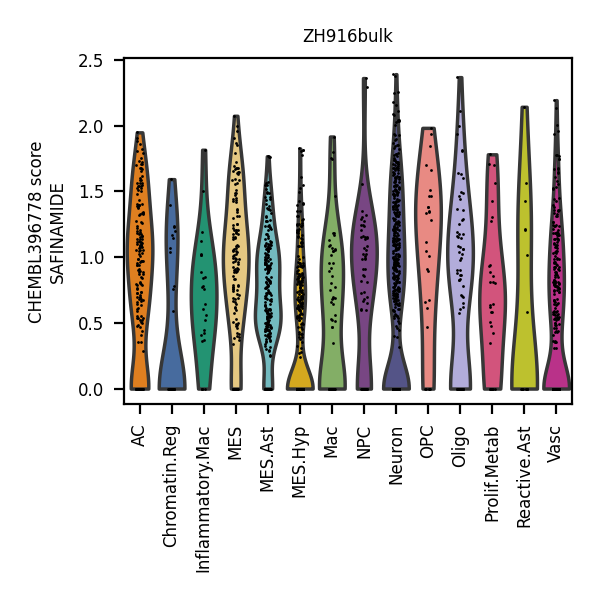 ZH916bulk
CHEMBL396778 score
SAFINAMIDE
2.5
2.0
1.5
1.0
0.5
0.0
AC
Chromatin.Reg
Inflammatory.Mac
MES
MES.Ast
MES.Hyp
Mac
NPC
Neuron
OPC
Oligo
Prolif.Metab
Reactive.Ast
Vasc